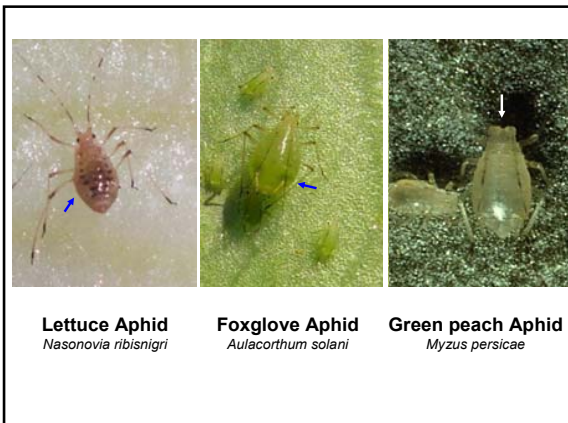 Lettuce Aphid
Nasonovia ribisnigri
Foxglove Aphid
Aulacorthum solani
Green peach Aphid
Myzus persicae